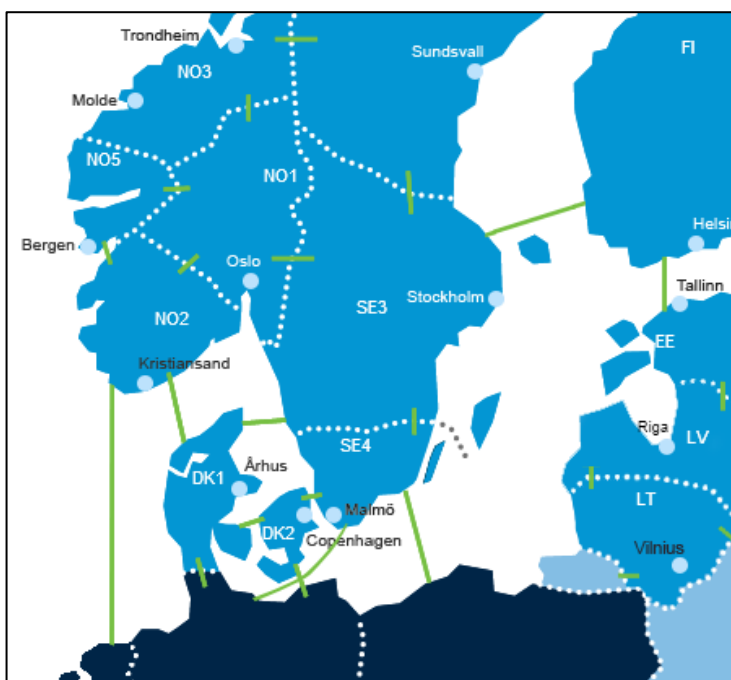 Trondheim
Sundsvall
FI
NO3
Molde
NO5
NO1
Helsin
Bergen
Oslo
Tallinn
Stockholm
SE3
NO2
EE
Kristiansand
Riga
LV
SE4
Århus
DK1
LT
Malmö
DK2
Copenhagen
Vilnius